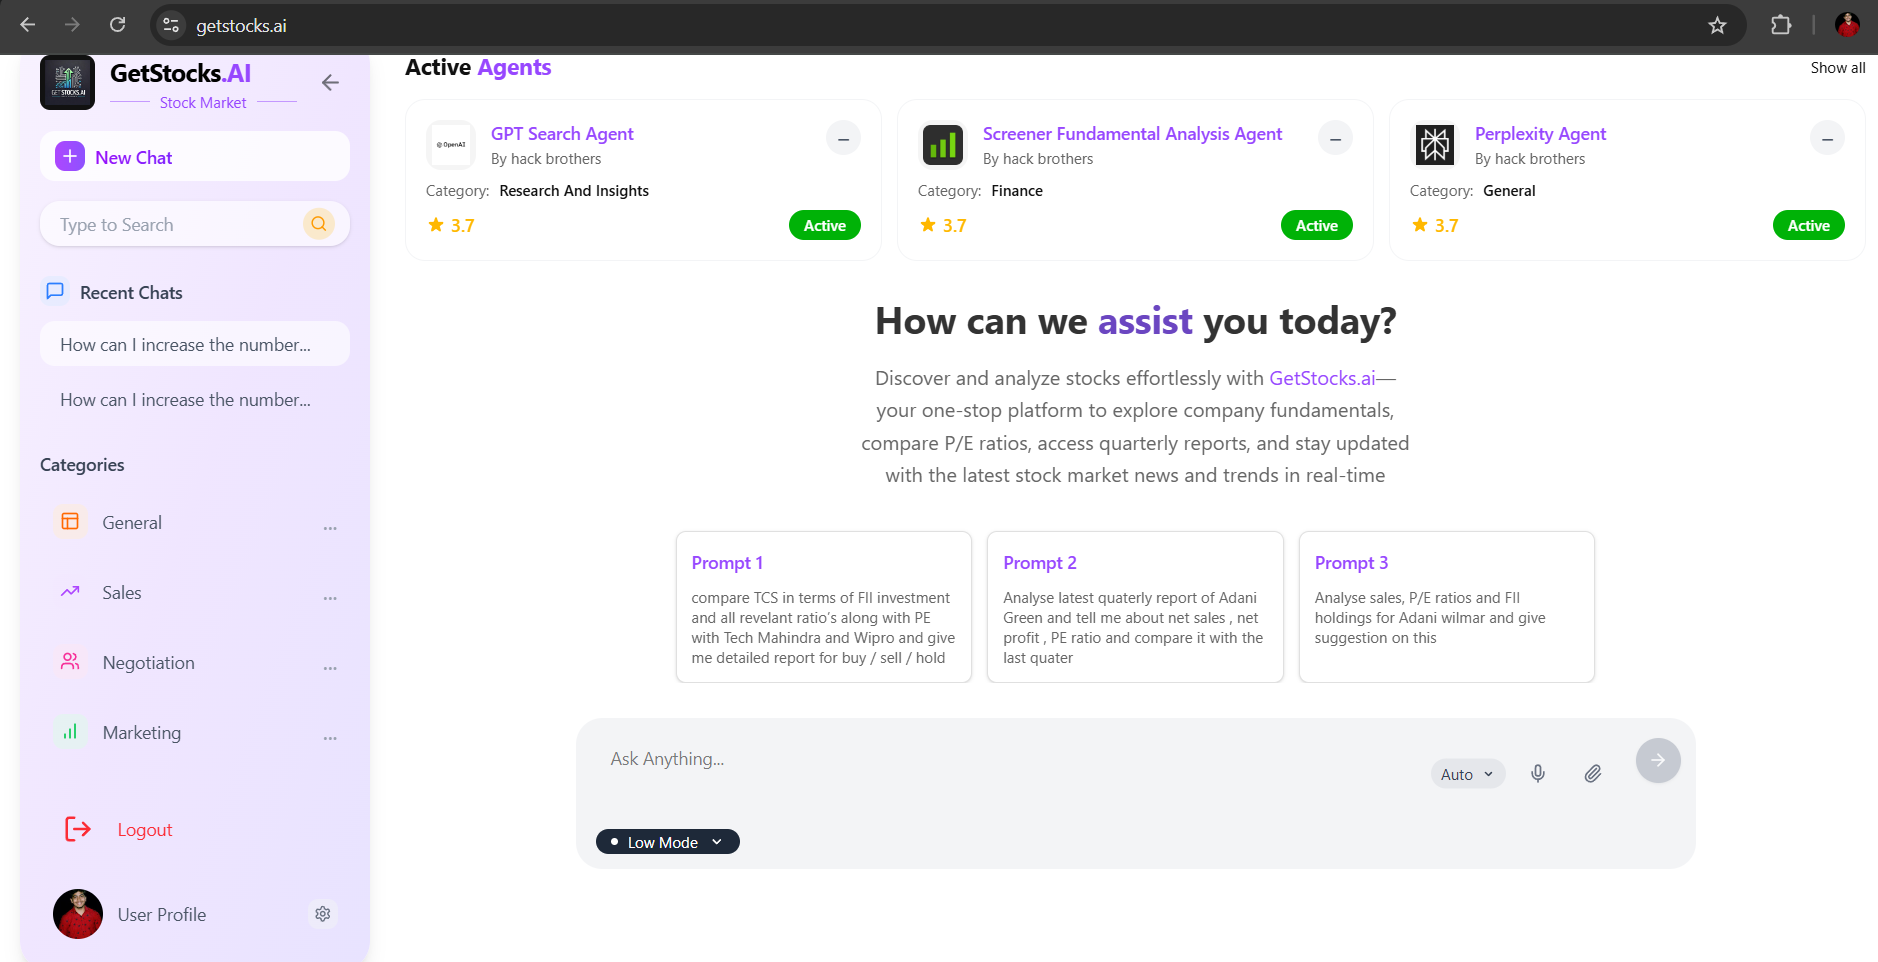 getstocks.ai
GetStocks.AI
Stock Market
New Chat
Type to Search
Recent Chats
How can I increase the number...
How can I increase the number...
Categories
General
...
Sales
...
Negotiation
...
Marketing
...
Logout
User Profile
Active Agents
Show all
OpenAI
GPT Search Agent
By hack brothers
Category: Research And Insights
3.7
Active
Screener Fundamental Analysis Agent
By hack brothers
Category: Finance
3.7
Active
Perplexity Agent
By hack brothers
Category: General
3.7
Active
How can we assist you today?
Discover and analyze stocks effortlessly with GetStocks.ai—
your one-stop platform to explore company fundamentals,
compare P/E ratios, access quarterly reports, and stay updated
with the latest stock market news and trends in real-time
Prompt 1
compare TCS in terms of FII investment
and all revelant ratio's along with PE
with Tech Mahindra and Wipro and give
me detailed report for buy / sell / hold
Prompt 2
Analyse latest quaterly report of Adani
Green and tell me about net sales , net
profit , PE ratio and compare it with the
last quater
Prompt 3
Analyse sales, P/E ratios and FII
holdings for Adani wilmar and give
suggestion on this
Ask Anything...
Auto
Low Mode